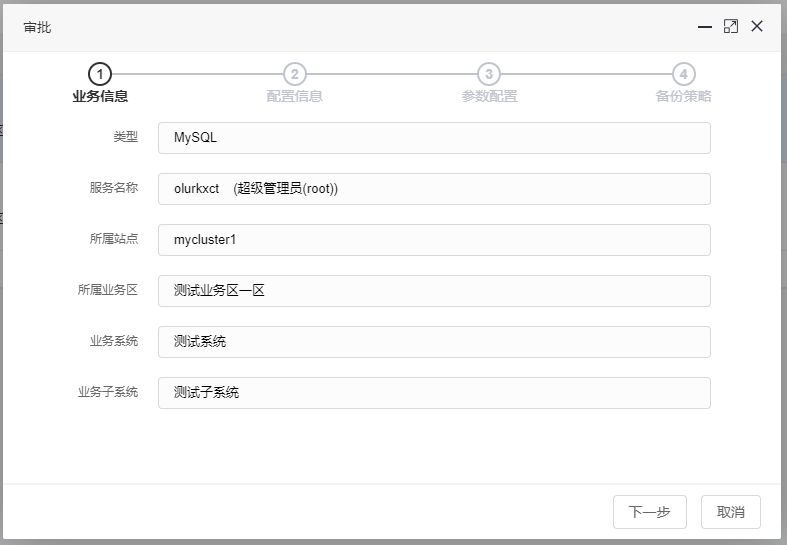 审批
1 2 3 4
业务信息 配置信息 参数配置 备份策略
类型 MySQL
服务名称 olurkxct (超级管理员(root))
所属站点 mycluster1
所属业务区 测试业务区一区
业务系统 测试系统
业务子系统 测试子系统
下一步 取消